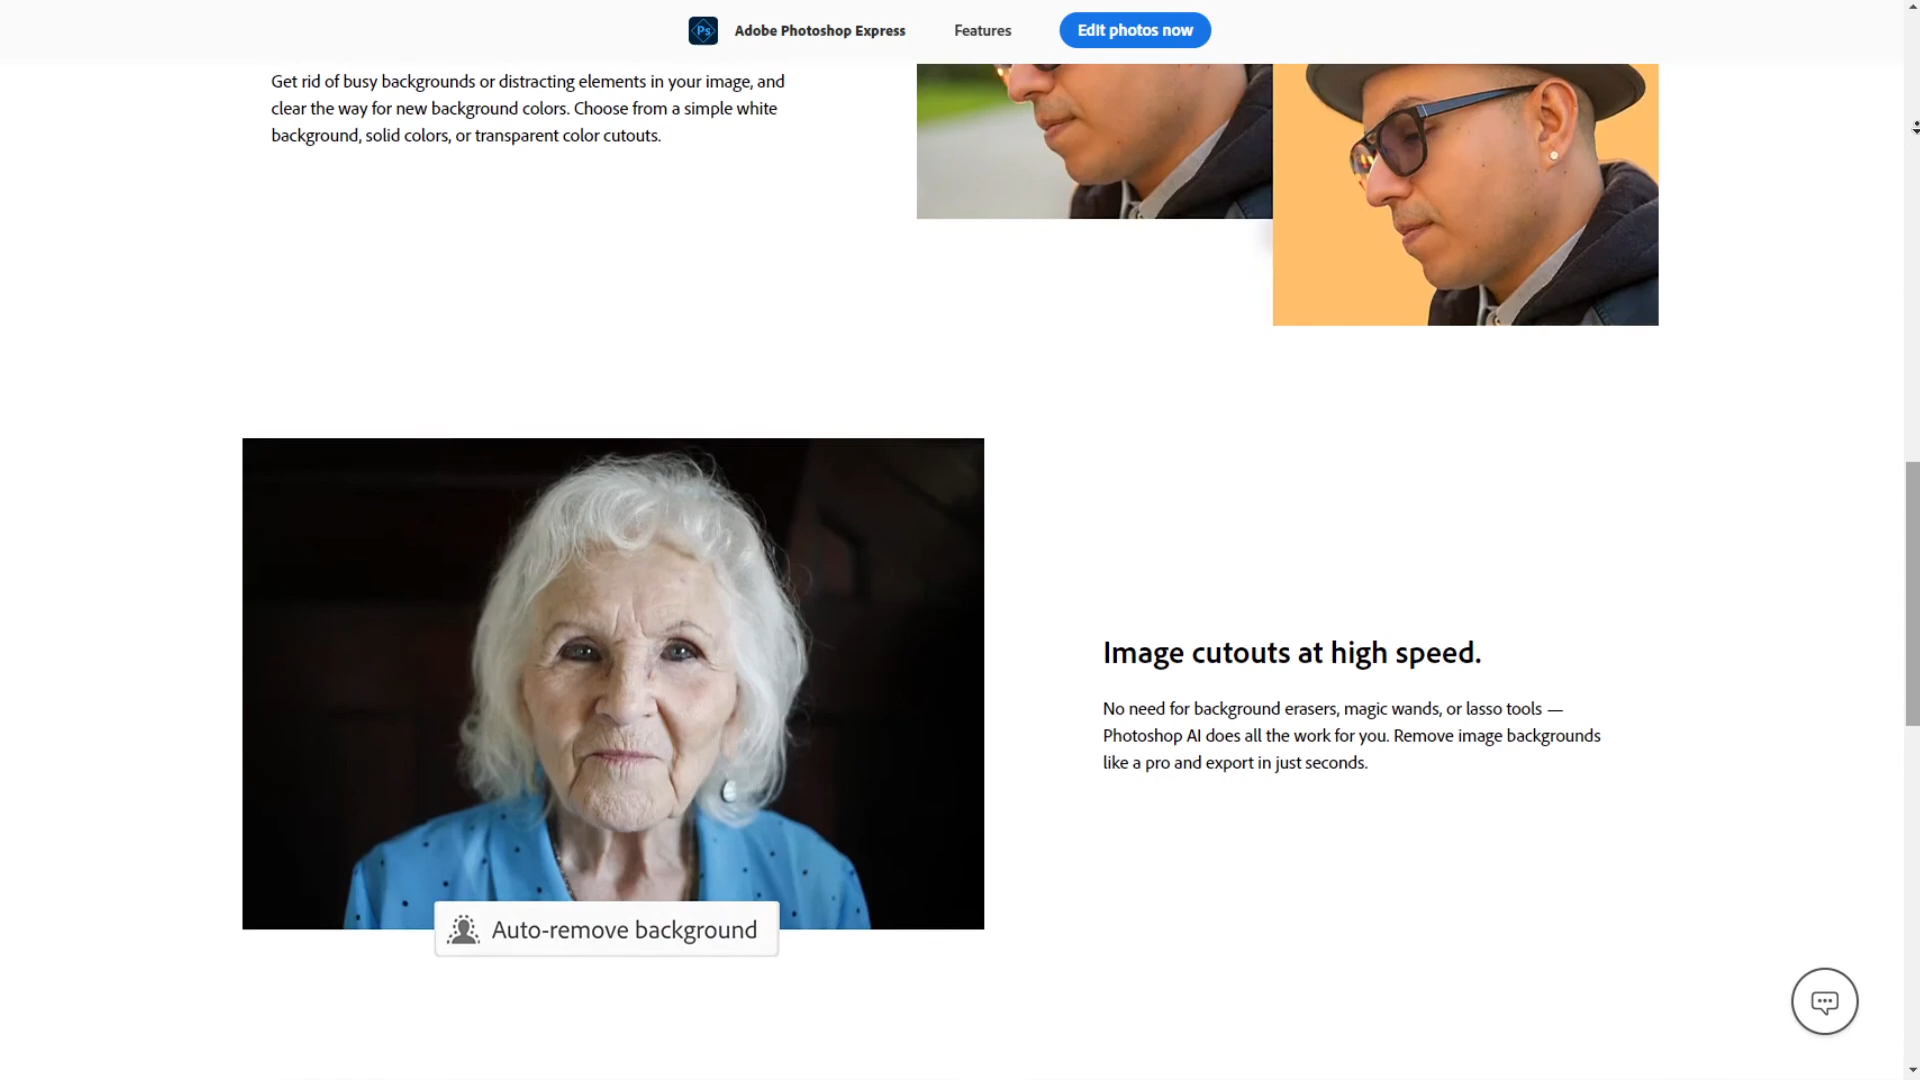 Ps
Adobe Photoshop Express
Features
Edit photos now
Get rid of busy backgrounds or distracting elements in your image, and
clear the way for new background colors. Choose from a simple white
background, solid colors, or transparent color cutouts.
Image cutouts at high speed.
No need for background erasers, magic wands, or lasso tools —
Photoshop AI does all the work for you. Remove image backgrounds
like a pro and export in just seconds.
Auto-remove background